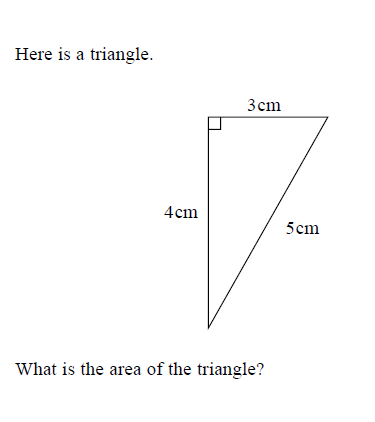 Here is a triangle.
3cm
4cm
5cm
What is the area of the triangle?